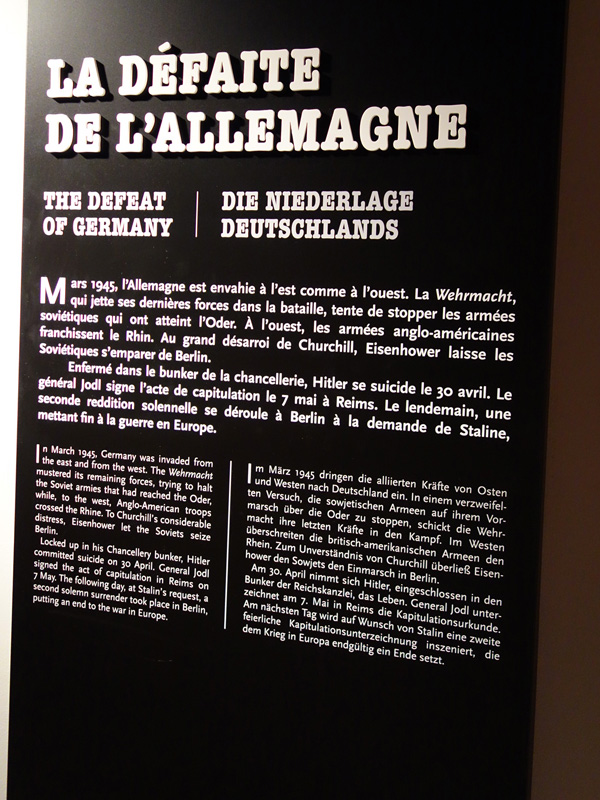 LA DÉFAITE
DE L'ALLEMAGNE
THE DEFEAT
OF GERMANY
DIE NIEDERLAGE
DEUTSCHLANDS
Mars 1945, l'Allemagne est envahie à l'est comme à l'ouest. La Wehrmacht,
qui jette ses dernières forces dans la bataille, tente de stopper les armées
soviétiques qui ont atteint l'Oder. À l'ouest, les armées anglo-américaines
franchissent le Rhin. Au grand désarroi de Churchill, Eisenhower laisse les
Soviétiques s'emparer de Berlin.
Enfermé dans le bunker de la chancellerie, Hitler se suicide le 30 avril. Le
général Jodl signe l'acte de capitulation le 7 mai à Reims. Le lendemain, une
seconde reddition solennelle se déroule à Berlin à la demande de Staline,
mettant fin à la guerre en Europe.
In March 1945, Germany was invaded from
the east and from the west. The Wehrmacht
mustered its remaining forces, trying to halt
the Soviet armies that had reached the Oder,
while, to the west, Anglo-American troops
crossed the Rhine. To Churchill's considerable
distress, Eisenhower let the Soviets seize
Berlin.
Locked up in his Chancellery bunker, Hitler
committed suicide on 30 April. General Jodl
signed the act of capitulation in Reims on
7 May. The following day, at Stalin's request, a
second solemn surrender took place in Berlin,
putting an end to the war in Europe.
Im März 1945 dringen die alliierten Kräfte von Osten
und Westen nach Deutschland ein. In einem verzweifel-
ten Versuch, die sowjetischen Armeen auf ihrem Vor-
marsch über die Oder zu stoppen, schickt die Wehr-
macht ihre letzten Kräfte in den Kampf. Im Westen
überschreiten die britisch-amerikanischen Armeen den
Rhein. Zum Unverständnis von Churchill überließ Eisen-
hower den Sowjets den Einmarsch in Berlin.
Am 30. April nimmt sich Hitler, eingeschlossen in den
Bunker der Reichskanzlei, das Leben. General Jodl unter-
zeichnet am 7. Mai in Reims die Kapitulationsurkunde.
Am nächsten Tag wird auf Wunsch von Stalin eine zweite
feierliche Kapitulationsunterzeichnung inszeniert, die
dem Krieg in Europa endgültig ein Ende setzt.